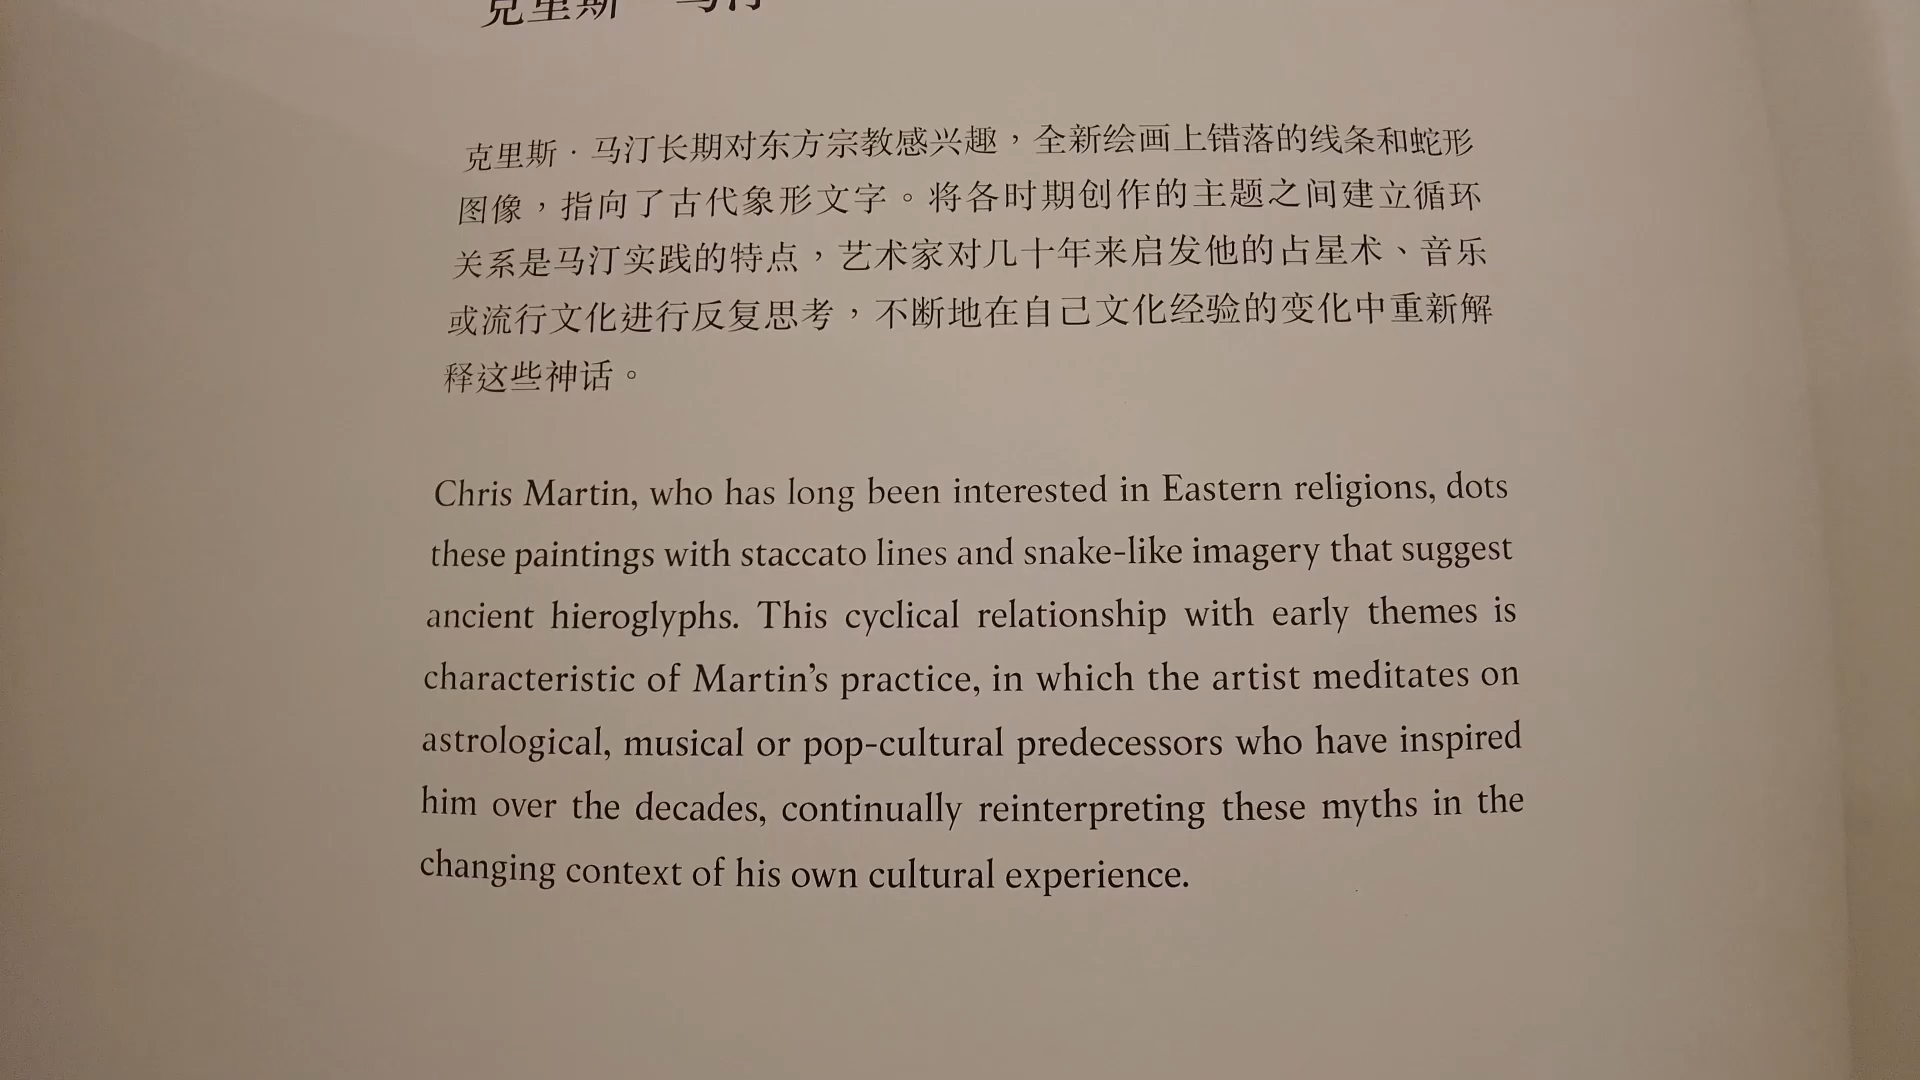 克里斯·马汀
克里斯·马汀长期对东方宗教感兴趣，全新绘画上错落的线条和蛇形
图像，指向了古代象形文字。将各时期创作的主题之间建立循环
关系是马汀实践的特点，艺术家对几十年来启发他的占星术、音乐
或流行文化进行反复思考，不断地在自己文化经验的变化中重新解
释这些神话。
Chris Martin, who has long been interested in Eastern religions, dots
these paintings with staccato lines and snake-like imagery that suggest
ancient hieroglyphs. This cyclical relationship with early themes is
characteristic of Martin’s practice, in which the artist meditates on
astrological, musical or pop-cultural predecessors who have inspired
him over the decades, continually reinterpreting these myths in the
changing context of his own cultural experience.